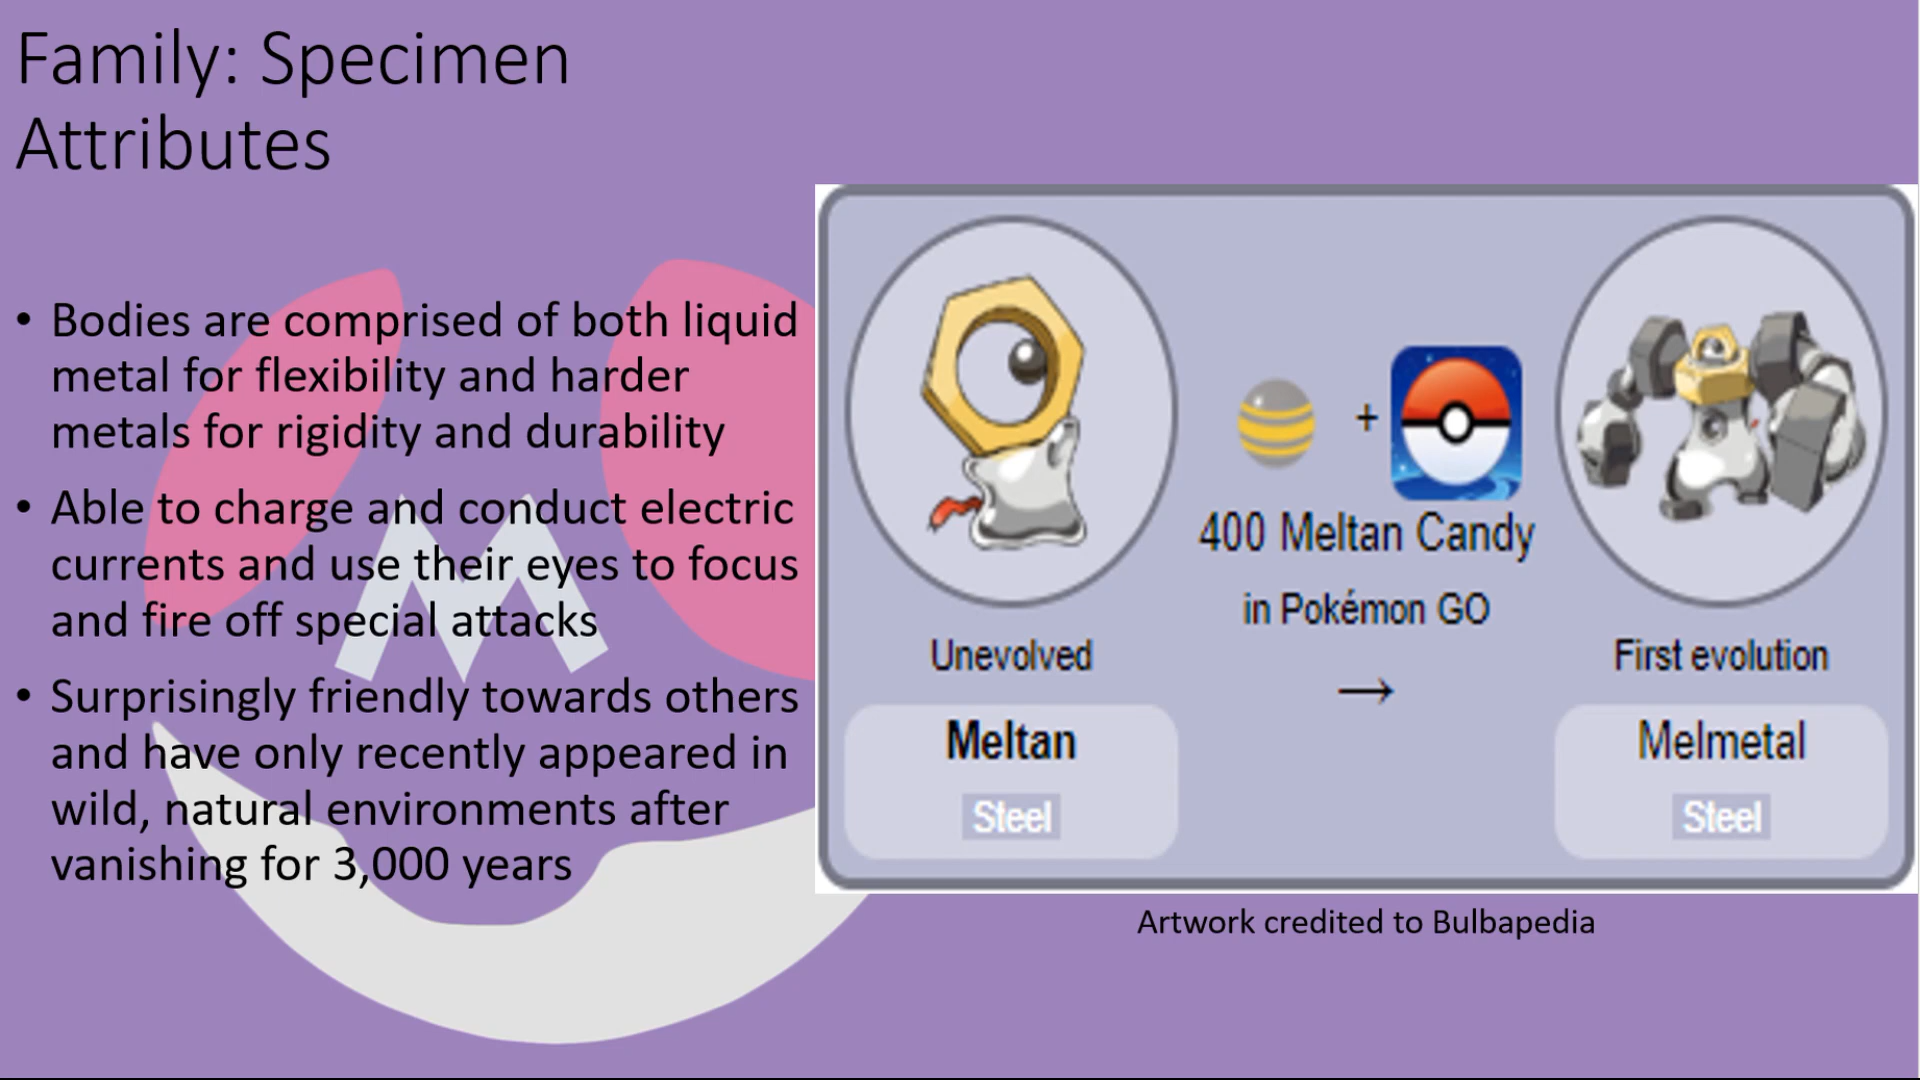 Family: Specimen
Attributes
• Bodies are comprised of both liquid
metal for flexibility and harder
metals for rigidity and durability
• Able to charge and conduct electric
currents and use their eyes to focus
and fire off special attacks
• Surprisingly friendly towards others
and have only recently appeared in
wild, natural environments after
vanishing for 3,000 years
M
+
400 Meltan Candy
in Pokémon GO
→
Unevolved
Meltan
Steel
First evolution
Melmetal
Steel
Artwork credited to Bulbapedia